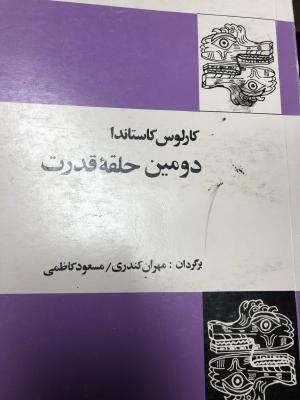 کارلوس کاستاندا
دومین حلقهٔ قدرت
برگردان : مهران کندری / مسعود کاظمی